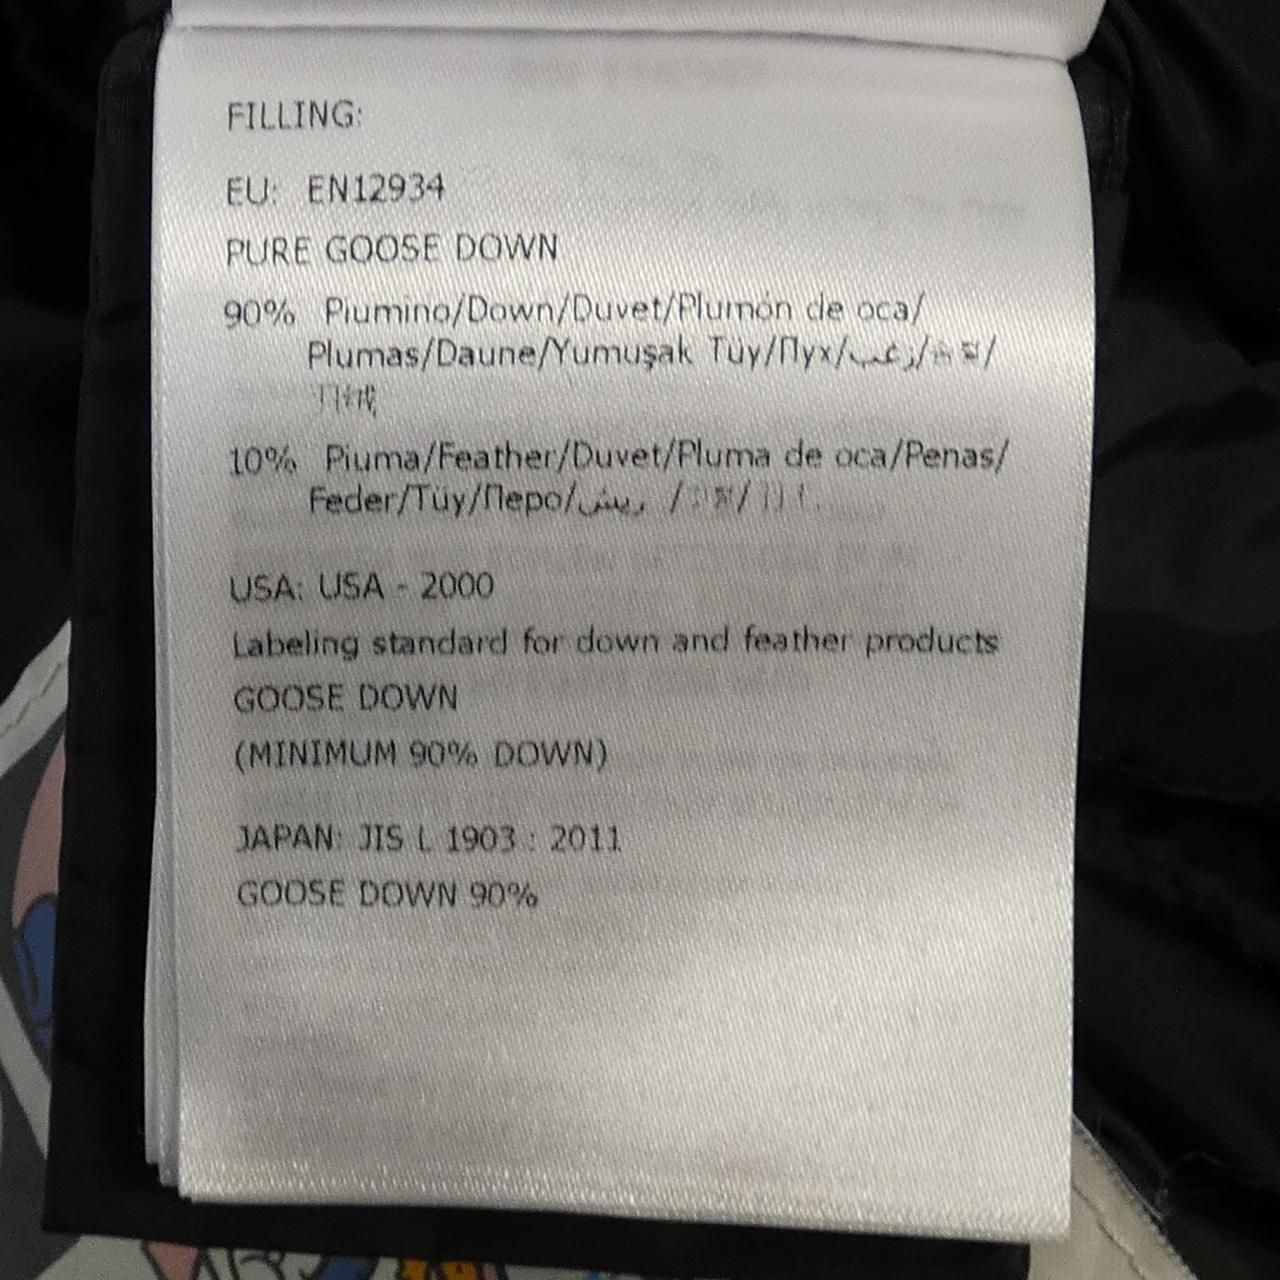 FILLING:
EU: EN12934
PURE GOOSE DOWN
90% Piumino/Down/Duvet/Plumón de oca/
Plumas/Daune/Yumuşak Tüy/Пух/زغب/
10% Piuma/Feather/Duvet/Pluma de oca/Penas/
Feder/Tüy/Перо/ريش /
USA: USA - 2000
Labeling standard for down and feather products
GOOSE DOWN
(MINIMUM 90% DOWN)
JAPAN: JIS L 1903 : 2011
GOOSE DOWN 90%